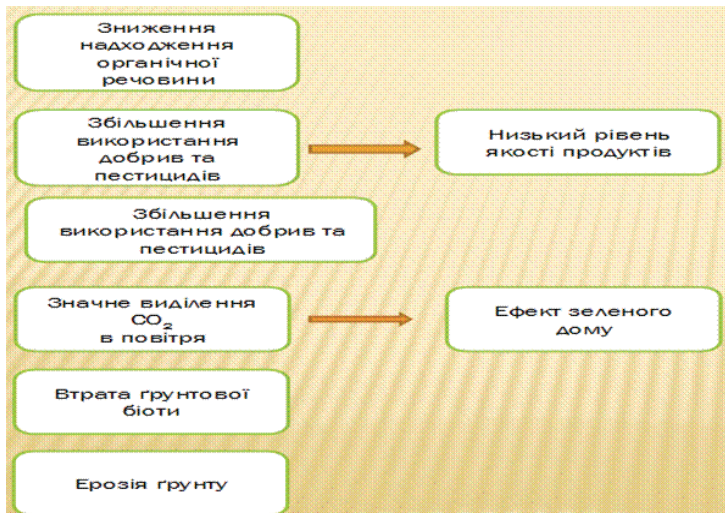 Зниження
надходження
органічної
речовини
Збільшення
використання
добрив та
пестицидів
Низький рівень
якості продуктів
Збільшення
використання добрив та
пестицидів
Значне виділення
CO₂
в повітря
Ефект зеленого
дому
Втрата ґрунтової
біоти
Ерозія ґрунту